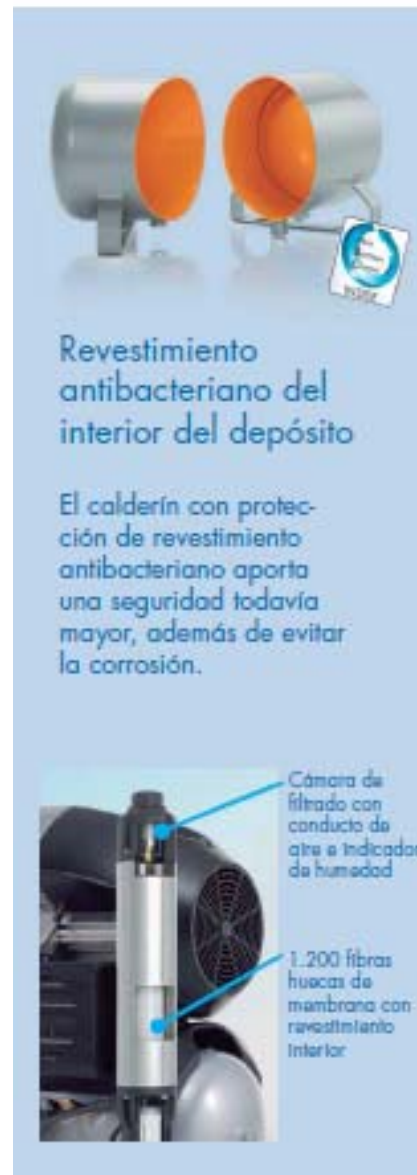 Revestimiento
antibacteriano del
interior del depósito
El calderín con protec-
ción de revestimiento
antibacteriano aporta
una seguridad todavía
mayor, además de evitar
la corrosión.
Cámara de
filtrado con
conducto de
aire e indicador
de humedad
1.200 fibras
huecas de
membrana con
revestimiento
interior